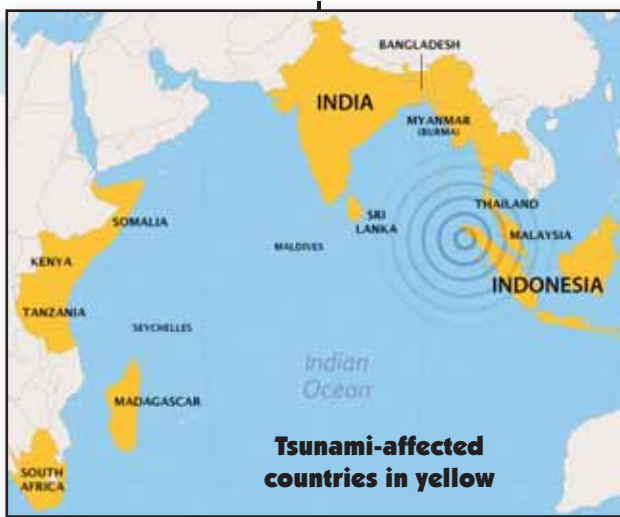 BANGLADESH
INDIA
MYANMAR
(BURMA)
THAILAND
SRI
LANKA
SOMALIA
MALDIVES
MALAYSIA
KENYA
INDONESIA
TANZANIA
SEYCHELLES
Indian
Ocean
MADAGASCAR
Tsunami-affected
countries in yellow
SOUTH
AFRICA